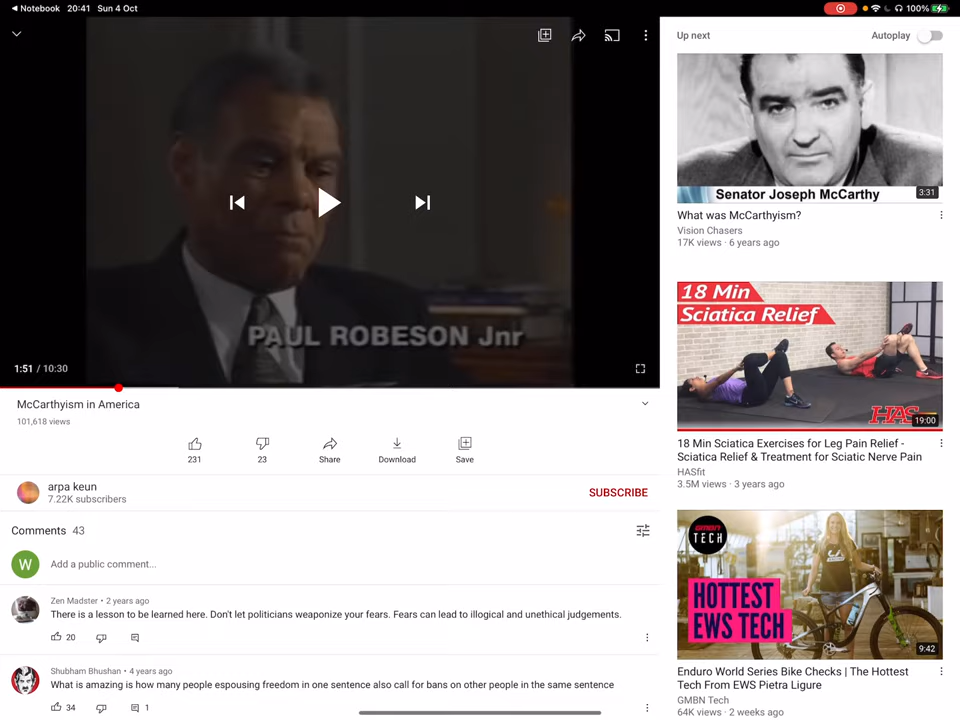 ◀ Notebook 20:41 Sun 4 Oct
100%
PAUL ROBESON Jnr
1:51 / 10:30
McCarthyism in America
101,618 views
231
23
Share
Download
Save
arpa keun
7.22K subscribers
SUBSCRIBE
Comments 43
W
Add a public comment...
Zen Madster • 2 years ago
There is a lesson to be learned here. Don't let politicians weaponize your fears. Fears can lead to illogical and unethical judgements.
20
Shubham Bhushan • 4 years ago
What is amazing is how many people espousing freedom in one sentence also call for bans on other people in the same sentence
34
1
Up next
Autoplay
Senator Joseph McCarthy
3:31
What was McCarthyism?
Vision Chasers
17K views · 6 years ago
18 Min
Sciatica Relief
HAS
19:00
18 Min Sciatica Exercises for Leg Pain Relief -
Sciatica Relief & Treatment for Sciatic Nerve Pain
HASfit
3.5M views · 3 years ago
GMBN
TECH
HOTTEST
EWS TECH
9:42
Enduro World Series Bike Checks | The Hottest
Tech From EWS Pietra Ligure
GMBN Tech
64K views · 2 weeks ago